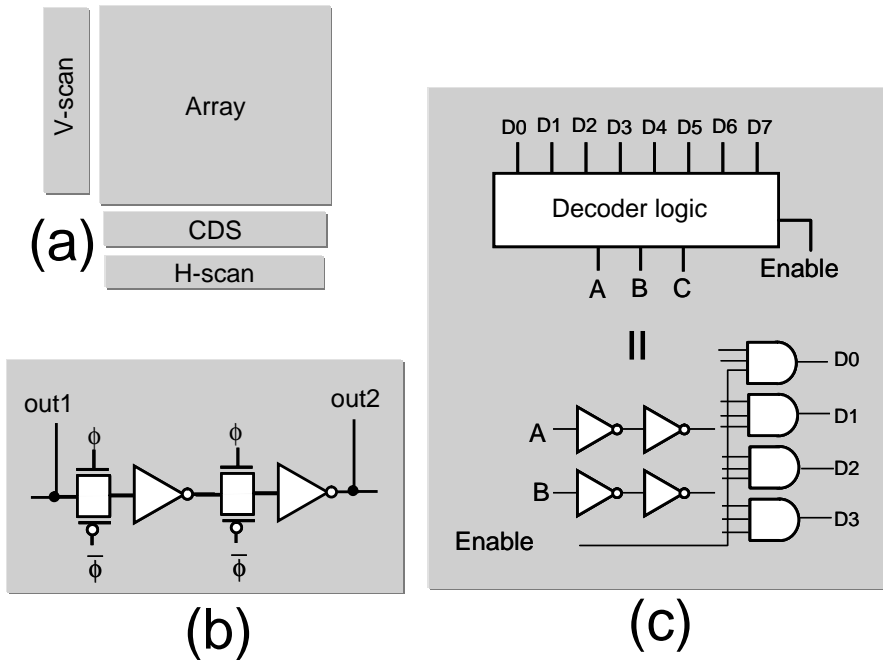 V-scan
Array
CDS
H-scan
(a)
out1
out2
ϕ
ϕ
ϕ̅
ϕ̅
(b)
D0 D1 D2 D3 D4 D5 D6 D7
Decoder logic
Enable
A B C
=
D0
D1
D2
D3
A
B
Enable
(c)